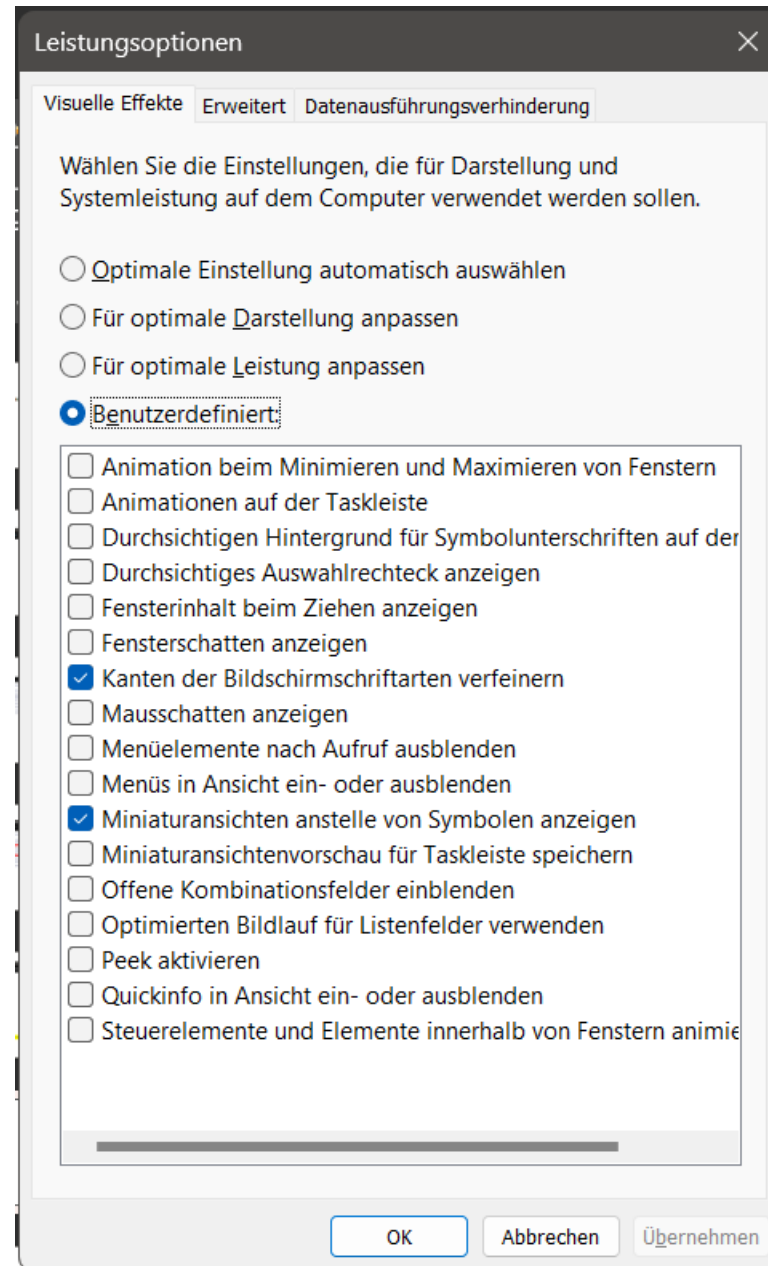 Leistungsoptionen
Visuelle Effekte Erweitert Datenausführungsverhinderung
Wählen Sie die Einstellungen, die für Darstellung und
Systemleistung auf dem Computer verwendet werden sollen.
Optimale Einstellung automatisch auswählen
Für optimale Darstellung anpassen
Für optimale Leistung anpassen
Benutzerdefiniert:
Animation beim Minimieren und Maximieren von Fenstern
Animationen auf der Taskleiste
Durchsichtigen Hintergrund für Symbolunterschriften auf der
Durchsichtiges Auswahlrechteck anzeigen
Fensterinhalt beim Ziehen anzeigen
Fensterschatten anzeigen
Kanten der Bildschirmschriftarten verfeinern
Mausschatten anzeigen
Menüelemente nach Aufruf ausblenden
Menüs in Ansicht ein- oder ausblenden
Miniaturansichten anstelle von Symbolen anzeigen
Miniaturansichtenvorschau für Taskleiste speichern
Offene Kombinationsfelder einblenden
Optimierten Bildlauf für Listenfelder verwenden
Peek aktivieren
Quickinfo in Ansicht ein- oder ausblenden
Steuerelemente und Elemente innerhalb von Fenstern animie
OK Abbrechen Übernehmen